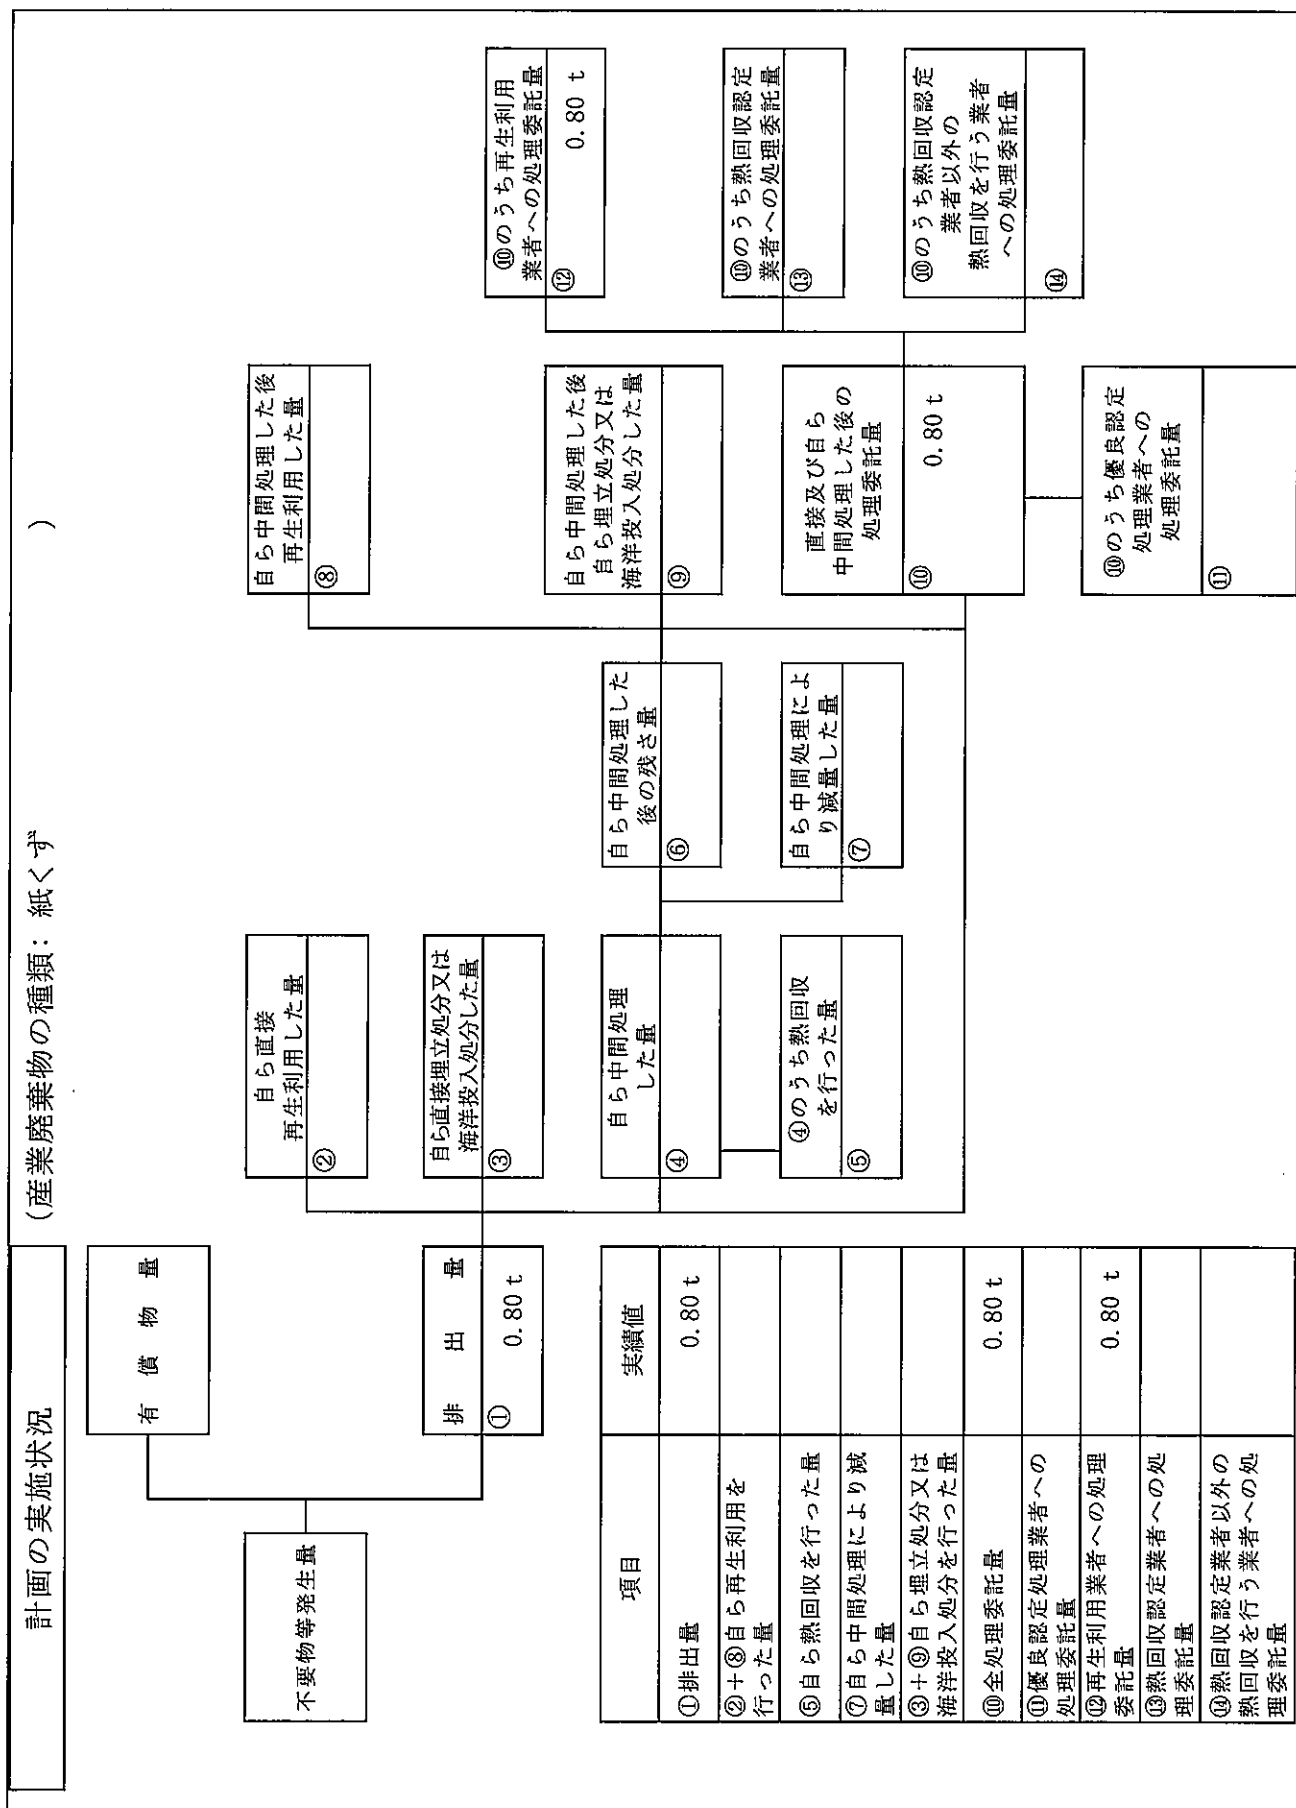 計画の実施状況
(産業廃棄物の種類: 紙くず )
不要物等発生量
有償物量
排出量
① 0.80 t
自ら直接
再生利用した量
②
自ら直接埋立処分又は
海洋投入処分した量
③
自ら中間処理
した量
④
④のうち熱回収
を行った量
⑤
自ら中間処理した
後の残さ量
⑥
自ら中間処理によ
り減量した量
⑦
自ら中間処理した後
再生利用した量
⑧
自ら中間処理した後
自ら埋立処分又は
海洋投入処分した量
⑨
直接及び自ら
中間処理した後の
処理委託量
⑩ 0.80 t
⑩のうち優良認定
処理業者への
処理委託量
⑪
⑩のうち再生利用
業者への処理委託量
⑫ 0.80 t
⑩のうち熱回収認定
業者への処理委託量
⑬
⑩のうち熱回収認定
業者以外の
熱回収を行う業者
への処理委託量
⑭
項目 実績値
①排出量 0.80 t
②+⑧自ら再生利用を
行った量
⑤自ら熱回収を行った量
⑦自ら中間処理により減
量した量
③+⑨自ら埋立処分又は
海洋投入処分を行った量
⑩全処理委託量 0.80 t
⑪優良認定処理業者への
処理委託量
⑫再生利用業者への処理
委託量 0.80 t
⑬熱回収認定業者への処
理委託量
⑭熱回収認定業者以外の
熱回収を行う業者への処
理委託量